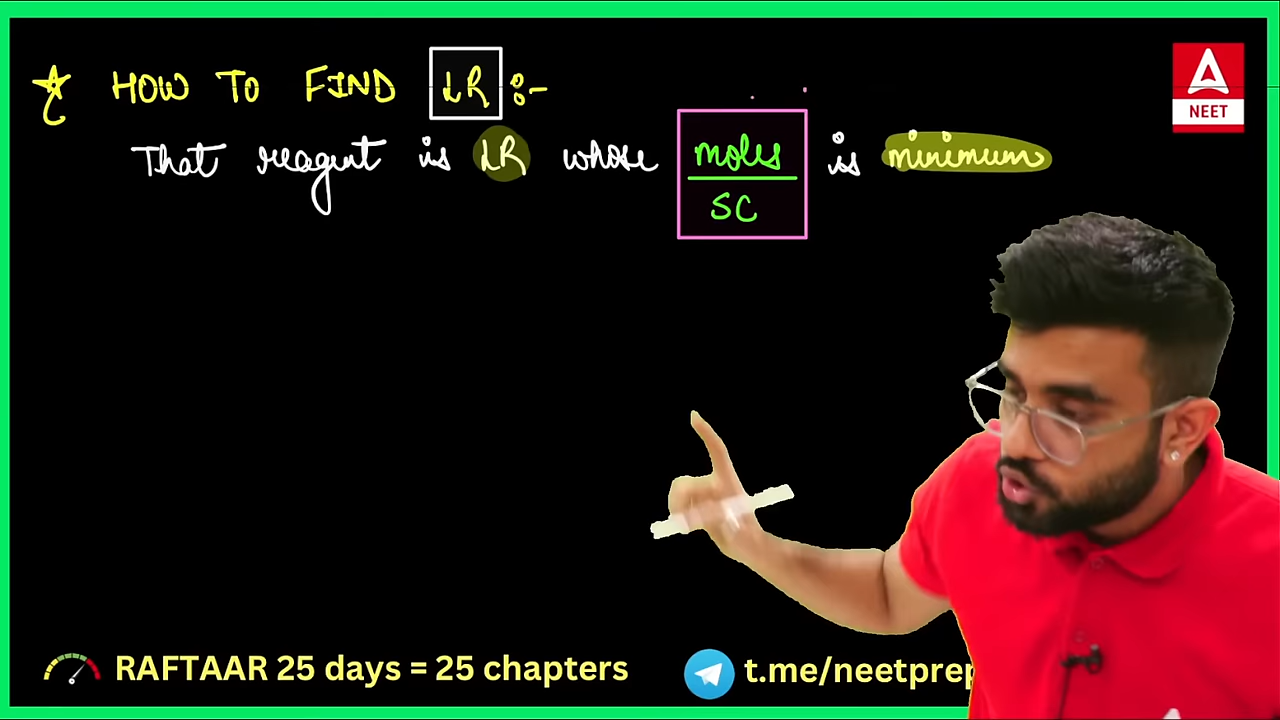 HOW TO FIND LR :-
NEET
That reagent is LR whose moles is minimum
SC
RAFTAAR 25 days = 25 chapters
t.me/neetprep